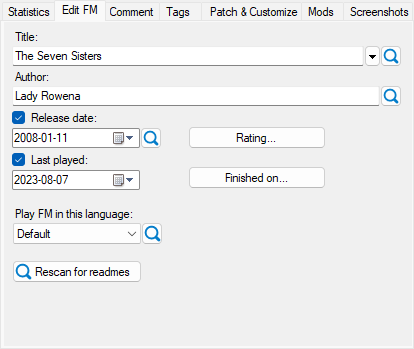 Statistics Edit FM Comment Tags Patch & Customize Mods Screenshots
Title:
The Seven Sisters
Author:
Lady Rowena
Release date:
2008-01-11 Rating...
Last played:
2023-08-07 Finished on...
Play FM in this language:
Default
Rescan for readmes